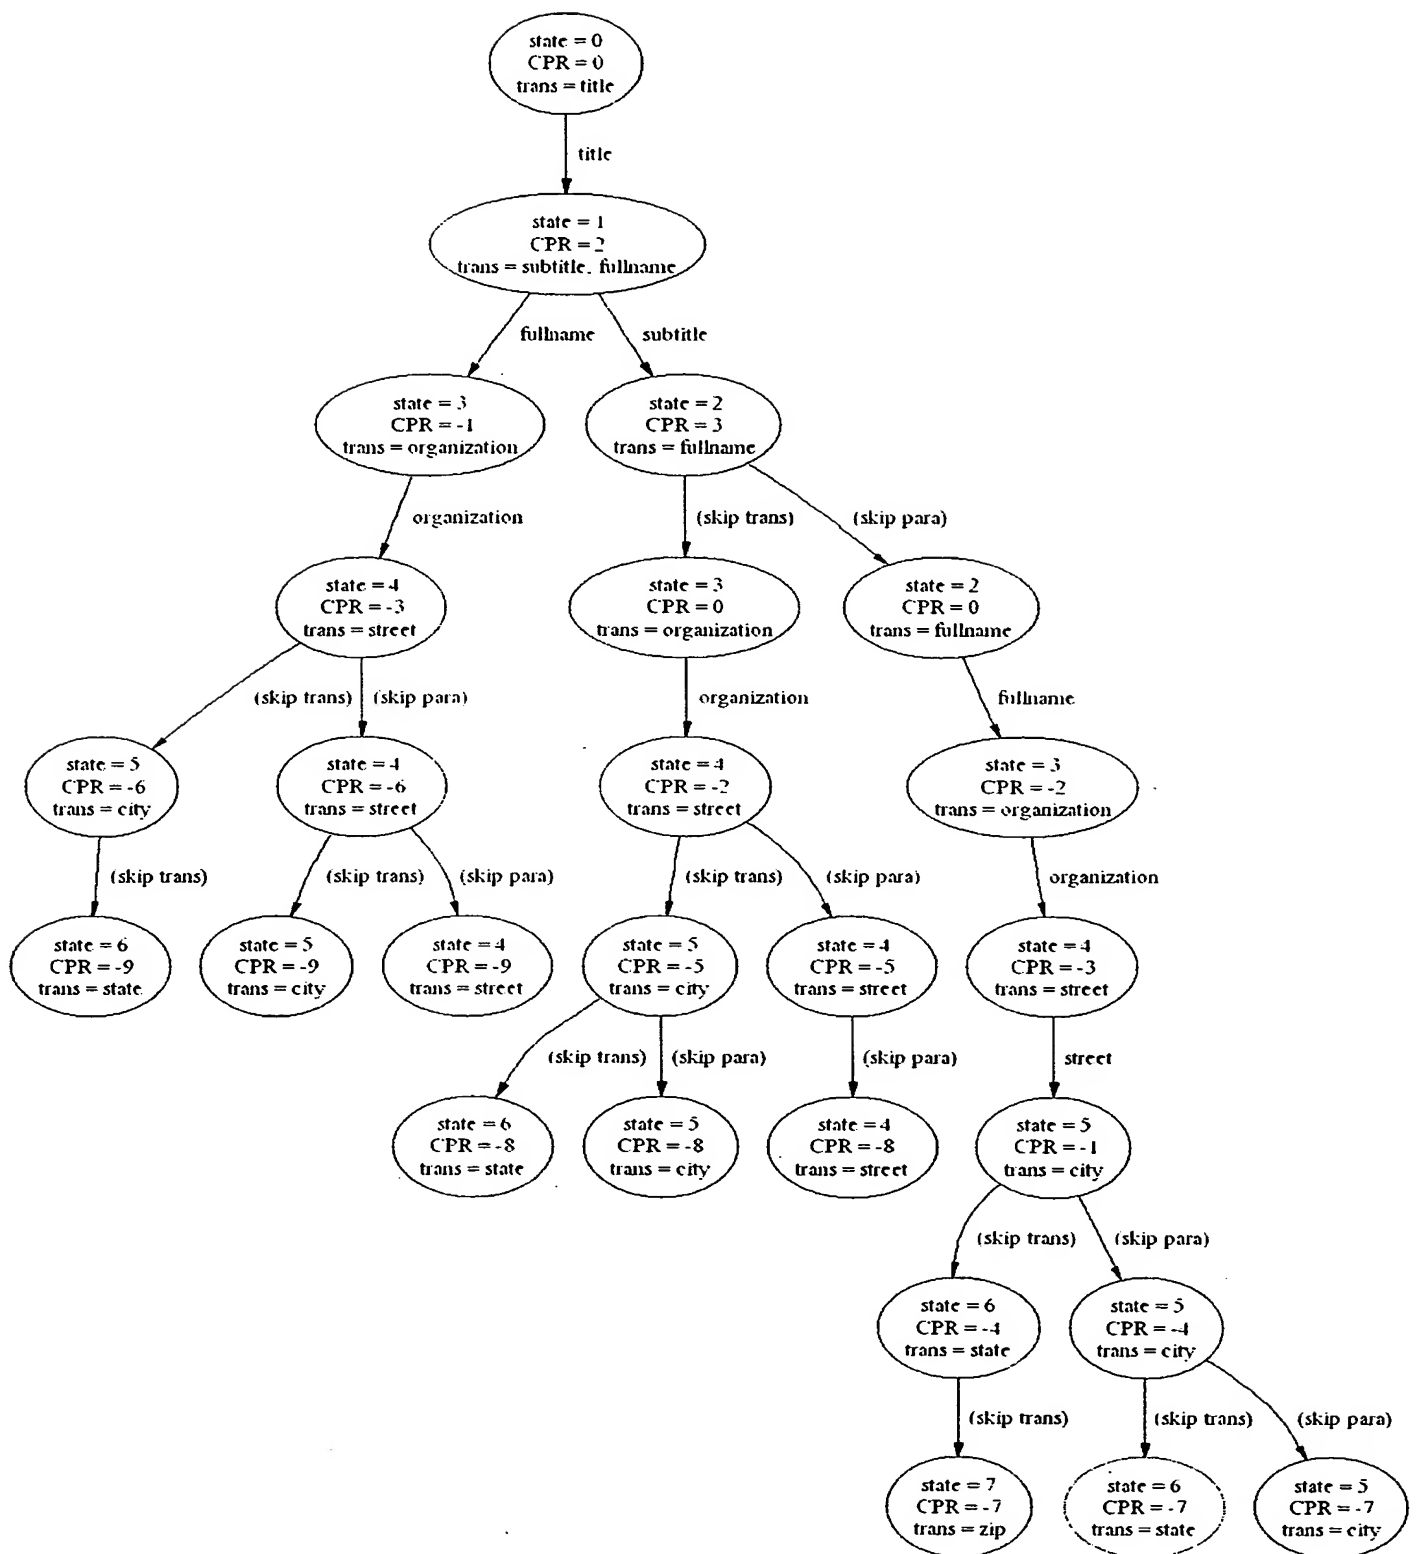 state = 0
CPR = 0
trans = title
title
state = 1
CPR = 2
trans = subtitle, fullname
fullname
subtitle
state = 3
CPR = -1
trans = organization
state = 2
CPR = 3
trans = fullname
organization
(skip trans)
(skip para)
state = 4
CPR = -3
trans = street
state = 3
CPR = 0
trans = organization
state = 2
CPR = 0
trans = fullname
(skip trans)
(skip para)
organization
fullname
state = 5
CPR = -6
trans = city
state = 4
CPR = -6
trans = street
state = 4
CPR = -2
trans = street
state = 3
CPR = -2
trans = organization
(skip trans)
(skip trans)
(skip para)
(skip trans)
(skip para)
organization
state = 6
CPR = -9
trans = state
state = 5
CPR = -9
trans = city
state = 4
CPR = -9
trans = street
state = 5
CPR = -5
trans = city
state = 4
CPR = -5
trans = street
state = 4
CPR = -3
trans = street
(skip trans)
(skip para)
(skip para)
street
state = 6
CPR = -8
trans = state
state = 5
CPR = -8
trans = city
state = 4
CPR = -8
trans = street
state = 5
CPR = -1
trans = city
(skip trans)
(skip para)
state = 6
CPR = -4
trans = state
state = 5
CPR = -4
trans = city
(skip trans)
(skip trans)
(skip para)
state = 7
CPR = -7
trans = zip
state = 6
CPR = -7
trans = state
state = 5
CPR = -7
trans = city